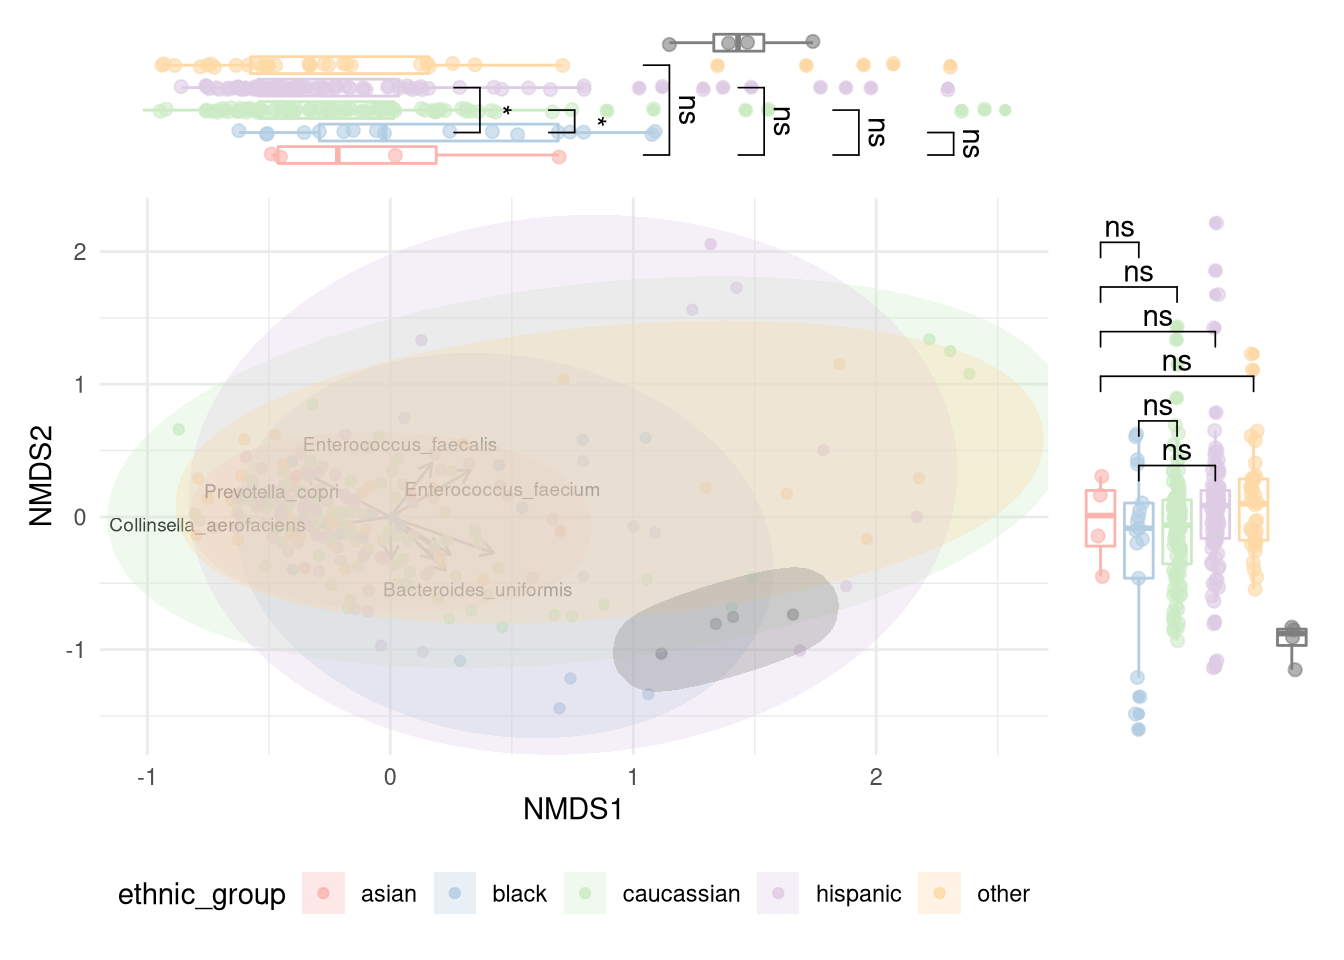 *
*
ns
ns
ns
ns
ns
ns
ns
ns
ns
ns
2
1
0
-1
NMDS2
Enterococcus_faecalis
Prevotella_copri
Enterococcus_faecium
Collinsella_aerofaciens
Bacteroides_uniformis
-1
0
1
2
NMDS1
ethnic_group
asian
black
caucassian
hispanic
other